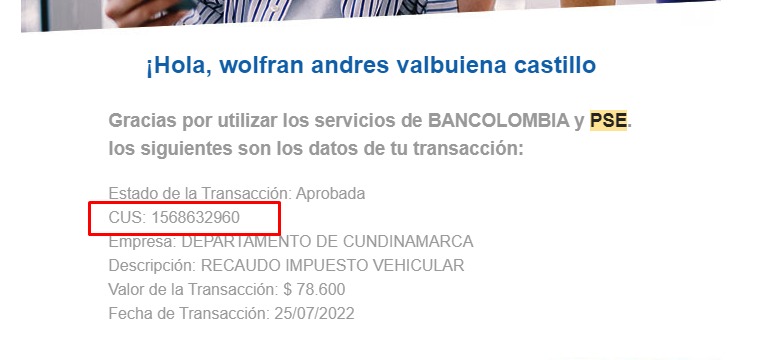 ¡Hola, wolfran andres valbuiena castillo
Gracias por utilizar los servicios de BANCOLOMBIA y PSE.
los siguientes son los datos de tu transacción:
Estado de la Transacción: Aprobada
CUS: 1568632960
Empresa: DEPARTAMENTO DE CUNDINAMARCA
Descripción: RECAUDO IMPUESTO VEHICULAR
Valor de la Transacción: $ 78.600
Fecha de Transacción: 25/07/2022